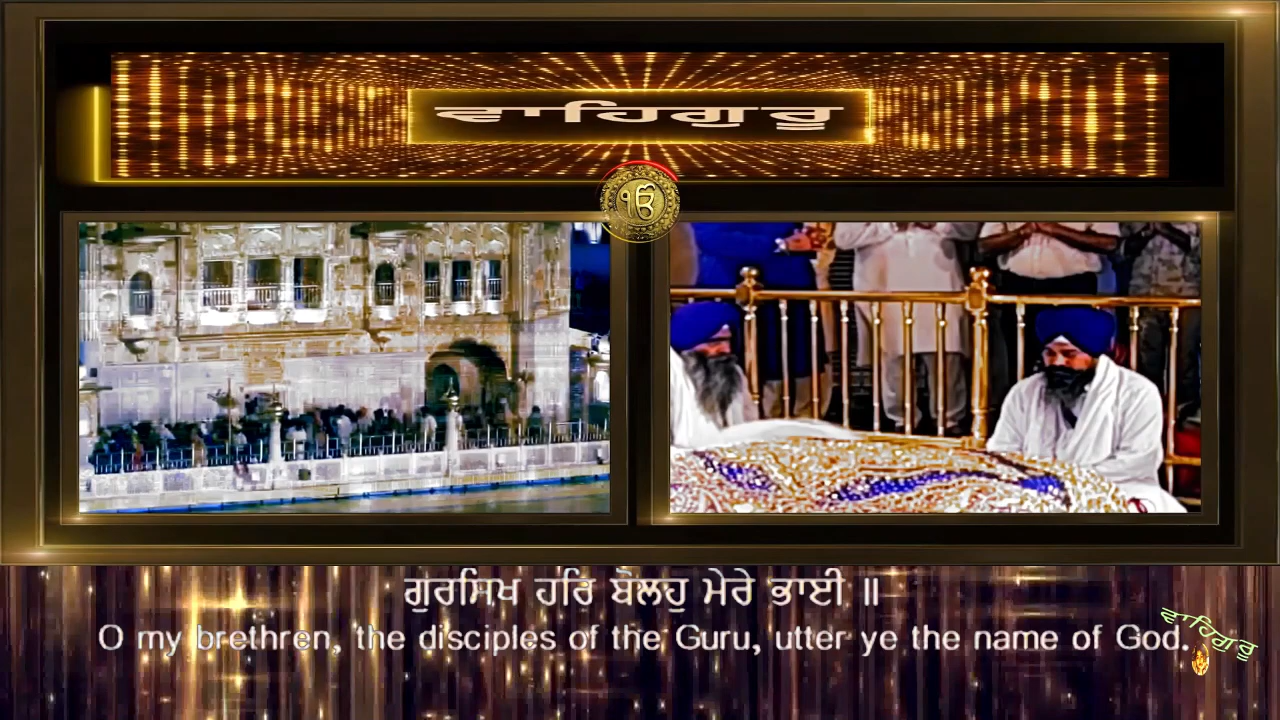 ਵਾਹਿਗੁਰੂ
ੴ
ਗੁਰਸਿਖ ਹਰਿ ਬੋਲਹੁ ਮੇਰੇ ਭਾਈ ॥
O my brethren, the disciples of the Guru, utter ye the name of God.
ਵਾਹਿਗੁਰੂ